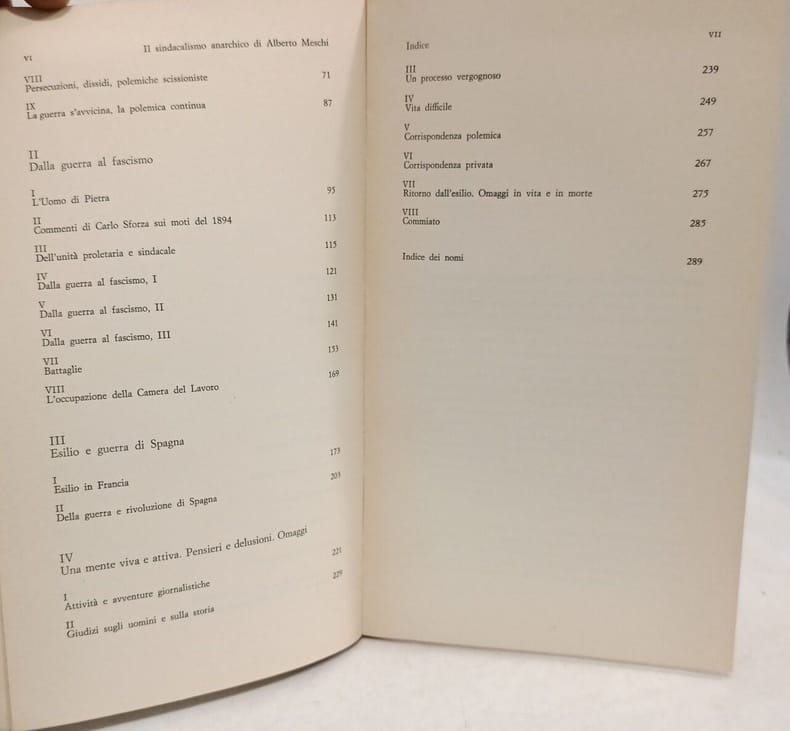 VI
Il sindacalismo anarchico di Alberto Meschi
VIII
Persecuzioni, dissidi, polemiche scissioniste 71
IX
La guerra s'avvicina, la polemica continua 87
II
Dalla guerra al fascismo
I
L'Uomo di Pietra 95
II
Commenti di Carlo Sforza sui moti del 1894 113
III
Dell'unità proletaria e sindacale 115
IV
Dalla guerra al fascismo, I 121
V
Dalla guerra al fascismo, II 131
VI
Dalla guerra al fascismo, III 141
VII
Battaglie 153
VIII
L'occupazione della Camera del Lavoro 169
III
Esilio e guerra di Spagna
I
Esilio in Francia 173
II
Della guerra e rivoluzione di Spagna 203
IV
Una mente viva e attiva. Pensieri e delusioni. Omaggi
I
Attività e avventure giornalistiche 221
II
Giudizi sugli uomini e sulla storia 229
Indice
VII
III
Un processo vergognoso 239
IV
Vita difficile 249
V
Corrispondenza polemica 257
VI
Corrispondenza privata 267
VII
Ritorno dall'esilio. Omaggi in vita e in morte 275
VIII
Commiato 285
Indice dei nomi 289